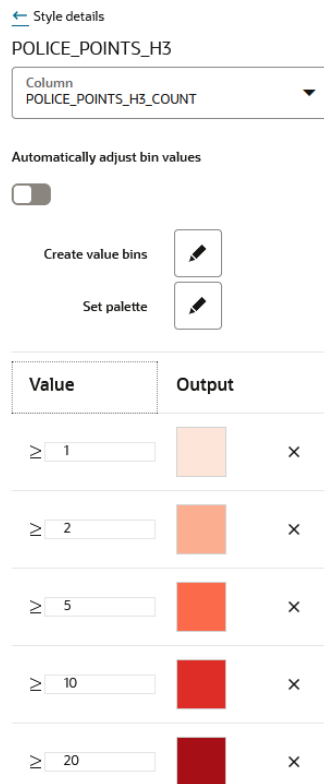 ← Style details
POLICE_POINTS_H3
Column
POLICE_POINTS_H3_COUNT
Automatically adjust bin values
Create value bins
Set palette
Value Output
≥ 1 ×
≥ 2 ×
≥ 5 ×
≥ 10 ×
≥ 20 ×